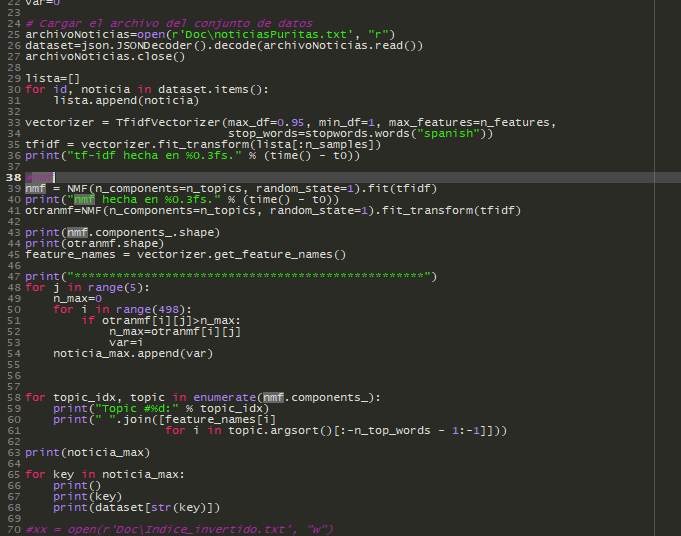 22 var=0
23
24 # Cargar el archivo del conjunto de datos
25 archivoNoticias=open(r'Doc\noticiasPuritas.txt', "r")
26 dataset=json.JSONDecoder().decode(archivoNoticias.read())
27 archivoNoticias.close()
28
29 lista=[]
30 for id, noticia in dataset.items():
31     lista.append(noticia)
32
33 vectorizer = TfidfVectorizer(max_df=0.95, min_df=1, max_features=n_features,
34                              stop_words=stopwords.words("spanish"))
35 tfidf = vectorizer.fit_transform(lista[:n_samples])
36 print("tf-idf hecha en %0.3fs." % (time() - t0))
37
38 #nmf
39 nmf = NMF(n_components=n_topics, random_state=1).fit(tfidf)
40 print("nmf hecha en %0.3fs." % (time() - t0))
41 otranmf=NMF(n_components=n_topics, random_state=1).fit_transform(tfidf)
42
43 print(nmf.components_.shape)
44 print(otranmf.shape)
45 feature_names = vectorizer.get_feature_names()
46
47 print("**************************************************")
48 for j in range(5):
49     n_max=0
50     for i in range(498):
51         if otranmf[i][j]>n_max:
52             n_max=otranmf[i][j]
53             var=i
54     noticia_max.append(var)
55
56
57
58 for topic_idx, topic in enumerate(nmf.components_):
59     print("Topic #%d:" % topic_idx)
60     print(" ".join([feature_names[i]
61                     for i in topic.argsort()[:-n_top_words - 1:-1]]))
62
63 print(noticia_max)
64
65 for key in noticia_max:
66     print()
67     print(key)
68     print(dataset[str(key)])
69
70 #xx = open(r'Doc\Indice_invertido.txt', "w")